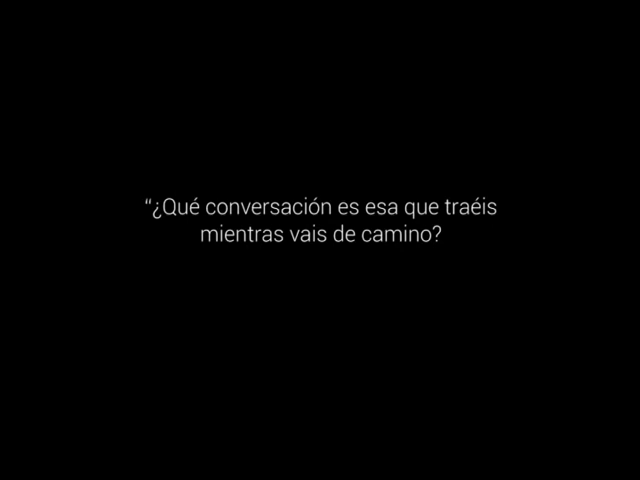 “¿Qué conversación es esa que traéis
mientras vais de camino?